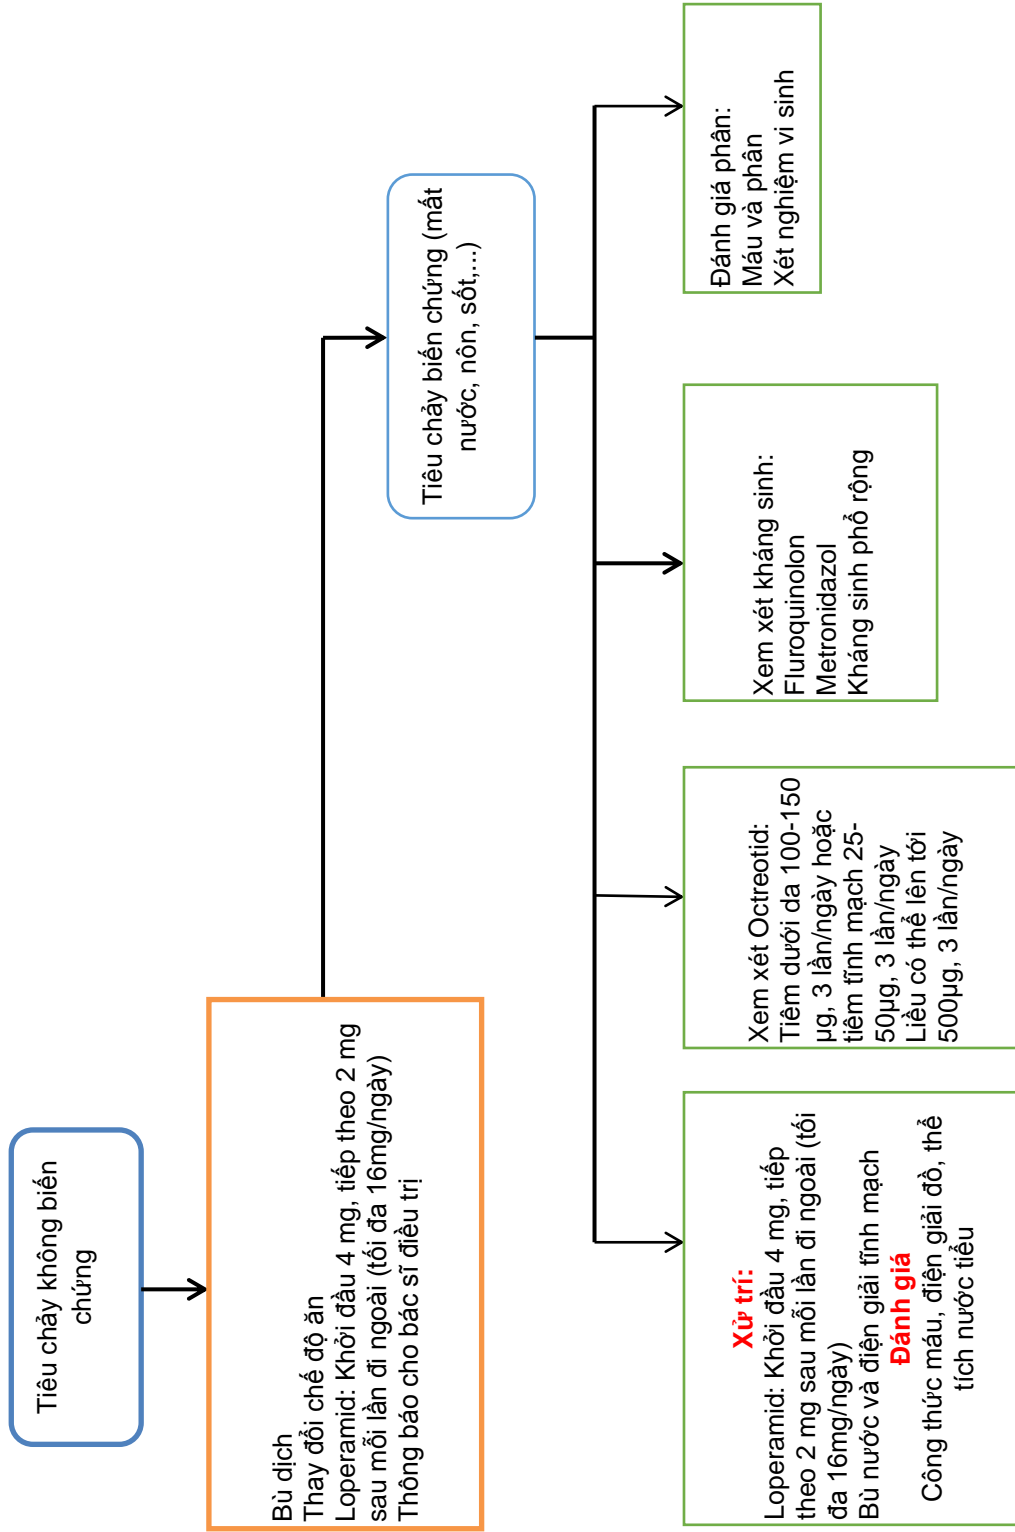 Tiêu chảy không biến
chứng
Bù dịch
Thay đổi chế độ ăn
Loperamid: Khởi đầu 4 mg, tiếp theo 2 mg
sau mỗi lần đi ngoài (tối đa 16mg/ngày)
Thông báo cho bác sĩ điều trị
Tiêu chảy biến chứng (mất
nước, nôn, sốt,...)
Xử trí:
Loperamid: Khởi đầu 4 mg, tiếp
theo 2 mg sau mỗi lần đi ngoài (tối
đa 16mg/ngày)
Bù nước và điện giải tĩnh mạch
Đánh giá
Công thức máu, điện giải đồ, thể
tích nước tiểu
Xem xét Octreotid:
Tiêm dưới da 100-150
µg, 3 lần/ngày hoặc
tiêm tĩnh mạch 25-
50µg, 3 lần/ngày
Liều có thể lên tới
500µg, 3 lần/ngày
Xem xét kháng sinh:
Fluroquinolon
Metronidazol
Kháng sinh phổ rộng
Đánh giá phân:
Máu và phân
Xét nghiệm vi sinh